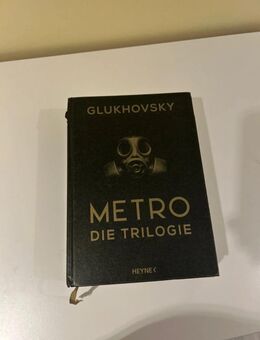 GLUKHOVSKY
METRO
DIE TRILOGIE
HEYNE <